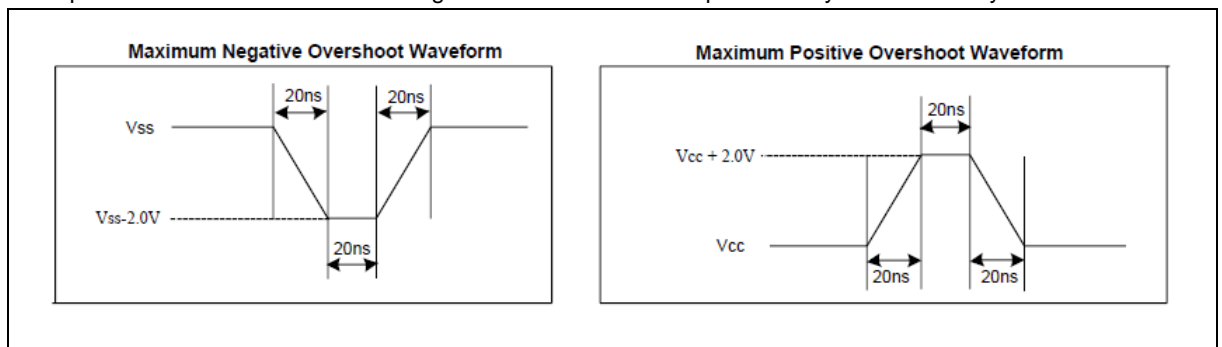 Maximum Negative Overshoot Waveform
20ns 20ns
Vss
Vss-2.0V
20ns
Maximum Positive Overshoot Waveform
20ns
Vcc + 2.0V
Vcc
20ns 20ns